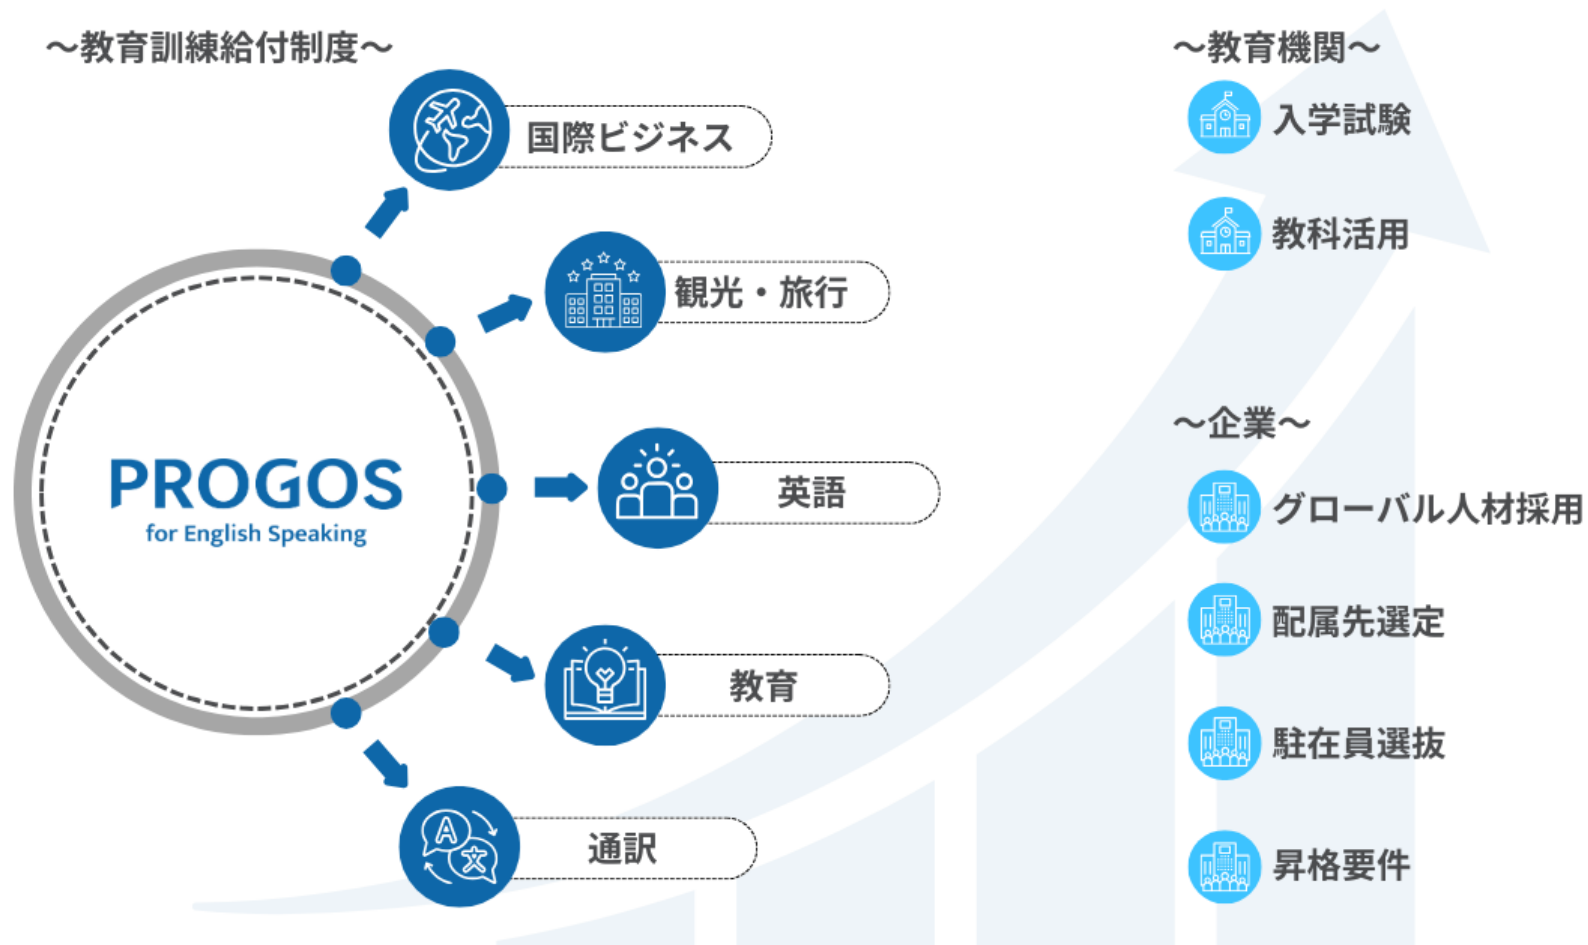 ～教育訓練給付制度～
国際ビジネス
観光・旅行
英語
教育
通訳
PROGOS
for English Speaking
～教育機関～
入学試験
教科活用
～企業～
グローバル人材採用
配属先選定
駐在員選抜
昇格要件